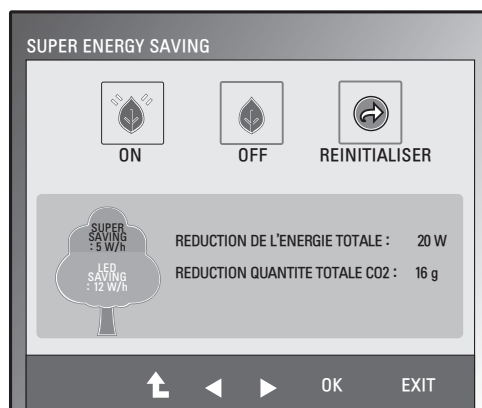 SUPER ENERGY SAVING
ON OFF REINITIALISER
SUPER
SAVING
: 5 W/h
LED
SAVING
: 12 W/h
REDUCTION DE L'ENERGIE TOTALE : 20 W
REDUCTION QUANTITE TOTALE CO2 : 16 g
OK EXIT